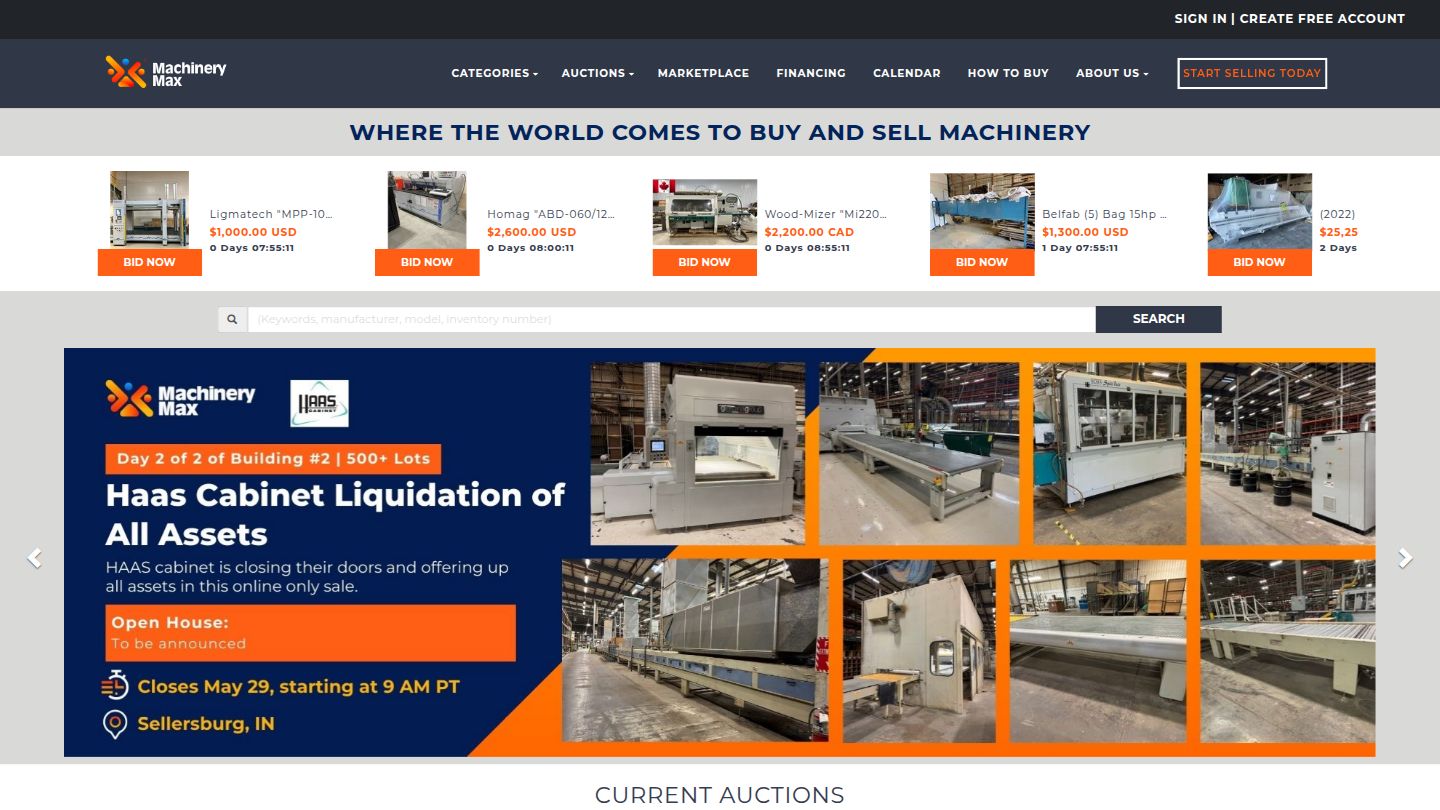 SIGN IN | CREATE FREE ACCOUNT
Machinery
Max
CATEGORIES
AUCTIONS
MARKETPLACE
FINANCING
CALENDAR
HOW TO BUY
ABOUT US
START SELLING TODAY
WHERE THE WORLD COMES TO BUY AND SELL MACHINERY
Ligmatech "MPP-10...
$1,000.00 USD
0 Days 07:55:11
BID NOW
Homag "ABD-060/12...
$2,600.00 USD
0 Days 08:00:11
BID NOW
Wood-Mizer "Mi220...
$2,200.00 CAD
0 Days 08:55:11
BID NOW
Belfab (5) Bag 15hp ...
$1,300.00 USD
1 Day 07:55:11
BID NOW
(2022)
$25,25
2 Days
BID NOW
(Keywords, manufacturer, model, inventory number)
SEARCH
Machinery
Max
HAAS
CABINET
Day 2 of 2 of Building #2 | 500+ Lots
Haas Cabinet Liquidation of
All Assets
HAAS cabinet is closing their doors and offering up
all assets in this online only sale.
Open House:
To be announced
Closes May 29, starting at 9 AM PT
Sellersburg, IN
CURRENT AUCTIONS